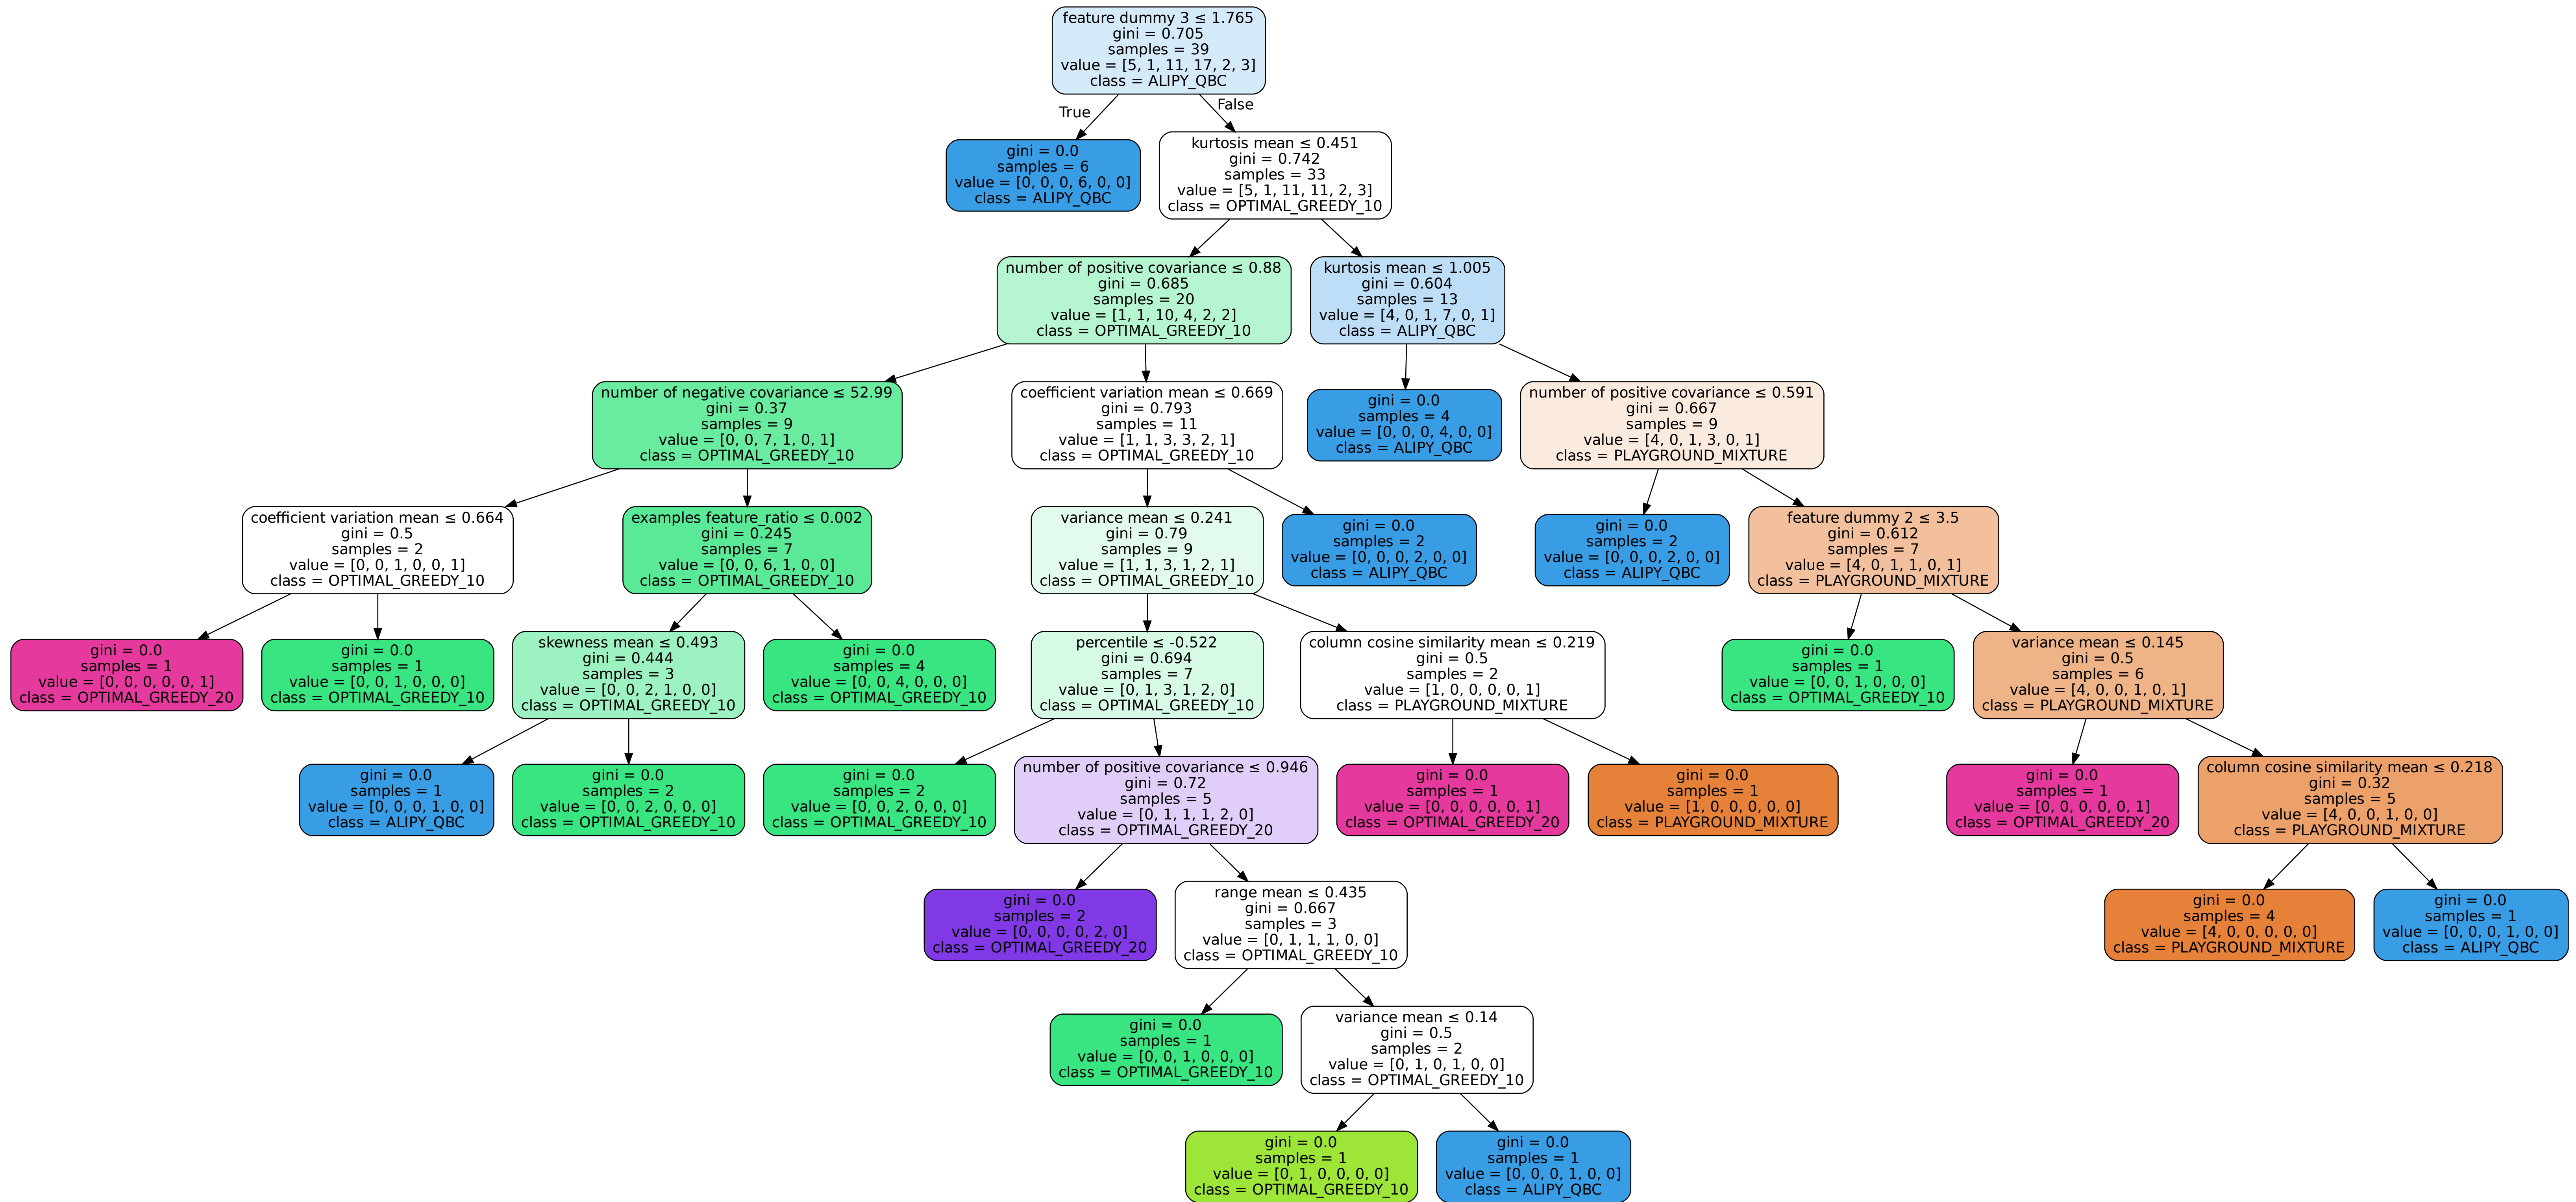 feature dummy 3 ≤ 1.765
gini = 0.705
samples = 39
value = [5, 1, 11, 17, 2, 3]
class = ALIPY_QBC
True
False
gini = 0.0
samples = 6
value = [0, 0, 0, 6, 0, 0]
class = ALIPY_QBC
kurtosis mean ≤ 0.451
gini = 0.742
samples = 33
value = [5, 1, 11, 11, 2, 3]
class = OPTIMAL_GREEDY_10
number of positive covariance ≤ 0.88
gini = 0.685
samples = 20
value = [1, 1, 10, 4, 2, 2]
class = OPTIMAL_GREEDY_10
kurtosis mean ≤ 1.005
gini = 0.604
samples = 13
value = [4, 0, 1, 7, 0, 1]
class = ALIPY_QBC
number of negative covariance ≤ 52.99
gini = 0.37
samples = 9
value = [0, 0, 7, 1, 0, 1]
class = OPTIMAL_GREEDY_10
coefficient variation mean ≤ 0.669
gini = 0.793
samples = 11
value = [1, 1, 3, 3, 2, 1]
class = OPTIMAL_GREEDY_10
gini = 0.0
samples = 4
value = [0, 0, 0, 4, 0, 0]
class = ALIPY_QBC
number of positive covariance ≤ 0.591
gini = 0.667
samples = 9
value = [4, 0, 1, 3, 0, 1]
class = PLAYGROUND_MIXTURE
coefficient variation mean ≤ 0.664
gini = 0.5
samples = 2
value = [0, 0, 1, 0, 0, 1]
class = OPTIMAL_GREEDY_10
examples feature_ratio ≤ 0.002
gini = 0.245
samples = 7
value = [0, 0, 6, 1, 0, 0]
class = OPTIMAL_GREEDY_10
variance mean ≤ 0.241
gini = 0.79
samples = 9
value = [1, 1, 3, 1, 2, 1]
class = OPTIMAL_GREEDY_10
gini = 0.0
samples = 2
value = [0, 0, 0, 2, 0, 0]
class = ALIPY_QBC
gini = 0.0
samples = 2
value = [0, 0, 0, 2, 0, 0]
class = ALIPY_QBC
feature dummy 2 ≤ 3.5
gini = 0.612
samples = 7
value = [4, 0, 1, 1, 0, 1]
class = PLAYGROUND_MIXTURE
gini = 0.0
samples = 1
value = [0, 0, 0, 0, 0, 1]
class = OPTIMAL_GREEDY_20
gini = 0.0
samples = 1
value = [0, 0, 1, 0, 0, 0]
class = OPTIMAL_GREEDY_10
skewness mean ≤ 0.493
gini = 0.444
samples = 3
value = [0, 0, 2, 1, 0, 0]
class = OPTIMAL_GREEDY_10
gini = 0.0
samples = 4
value = [0, 0, 4, 0, 0, 0]
class = OPTIMAL_GREEDY_10
percentile ≤ -0.522
gini = 0.694
samples = 7
value = [0, 1, 3, 1, 2, 0]
class = OPTIMAL_GREEDY_10
column cosine similarity mean ≤ 0.219
gini = 0.5
samples = 2
value = [1, 0, 0, 0, 0, 1]
class = PLAYGROUND_MIXTURE
gini = 0.0
samples = 1
value = [0, 0, 1, 0, 0, 0]
class = OPTIMAL_GREEDY_10
variance mean ≤ 0.145
gini = 0.5
samples = 6
value = [4, 0, 0, 1, 0, 1]
class = PLAYGROUND_MIXTURE
gini = 0.0
samples = 1
value = [0, 0, 0, 1, 0, 0]
class = ALIPY_QBC
gini = 0.0
samples = 2
value = [0, 0, 2, 0, 0, 0]
class = OPTIMAL_GREEDY_10
gini = 0.0
samples = 2
value = [0, 0, 2, 0, 0, 0]
class = OPTIMAL_GREEDY_10
number of positive covariance ≤ 0.946
gini = 0.72
samples = 5
value = [0, 1, 1, 1, 2, 0]
class = OPTIMAL_GREEDY_20
gini = 0.0
samples = 1
value = [0, 0, 0, 0, 0, 1]
class = OPTIMAL_GREEDY_20
gini = 0.0
samples = 1
value = [1, 0, 0, 0, 0, 0]
class = PLAYGROUND_MIXTURE
gini = 0.0
samples = 1
value = [0, 0, 0, 0, 0, 1]
class = OPTIMAL_GREEDY_20
column cosine similarity mean ≤ 0.218
gini = 0.32
samples = 5
value = [4, 0, 0, 1, 0, 0]
class = PLAYGROUND_MIXTURE
gini = 0.0
samples = 2
value = [0, 0, 0, 0, 2, 0]
class = OPTIMAL_GREEDY_20
range mean ≤ 0.435
gini = 0.667
samples = 3
value = [0, 1, 1, 1, 0, 0]
class = OPTIMAL_GREEDY_10
gini = 0.0
samples = 4
value = [4, 0, 0, 0, 0, 0]
class = PLAYGROUND_MIXTURE
gini = 0.0
samples = 1
value = [0, 0, 0, 1, 0, 0]
class = ALIPY_QBC
gini = 0.0
samples = 1
value = [0, 0, 1, 0, 0, 0]
class = OPTIMAL_GREEDY_10
variance mean ≤ 0.14
gini = 0.5
samples = 2
value = [0, 1, 0, 1, 0, 0]
class = OPTIMAL_GREEDY_10
gini = 0.0
samples = 1
value = [0, 1, 0, 0, 0, 0]
class = OPTIMAL_GREEDY_10
gini = 0.0
samples = 1
value = [0, 0, 0, 1, 0, 0]
class = ALIPY_QBC